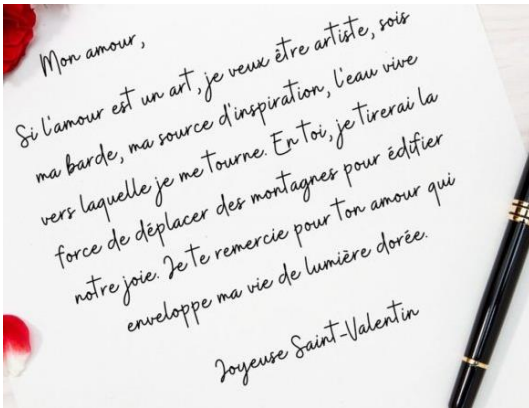 Mon amour,
Si l'amour est un art, je veux être artiste, sois
ma barde, ma source d'inspiration, l'eau vive
vers laquelle je me tourne. En toi, je tirerai la
force de déplacer des montagnes pour édifier
notre joie. Je te remercie pour ton amour qui
enveloppe ma vie de lumière dorée.
Joyeuse Saint-Valentin